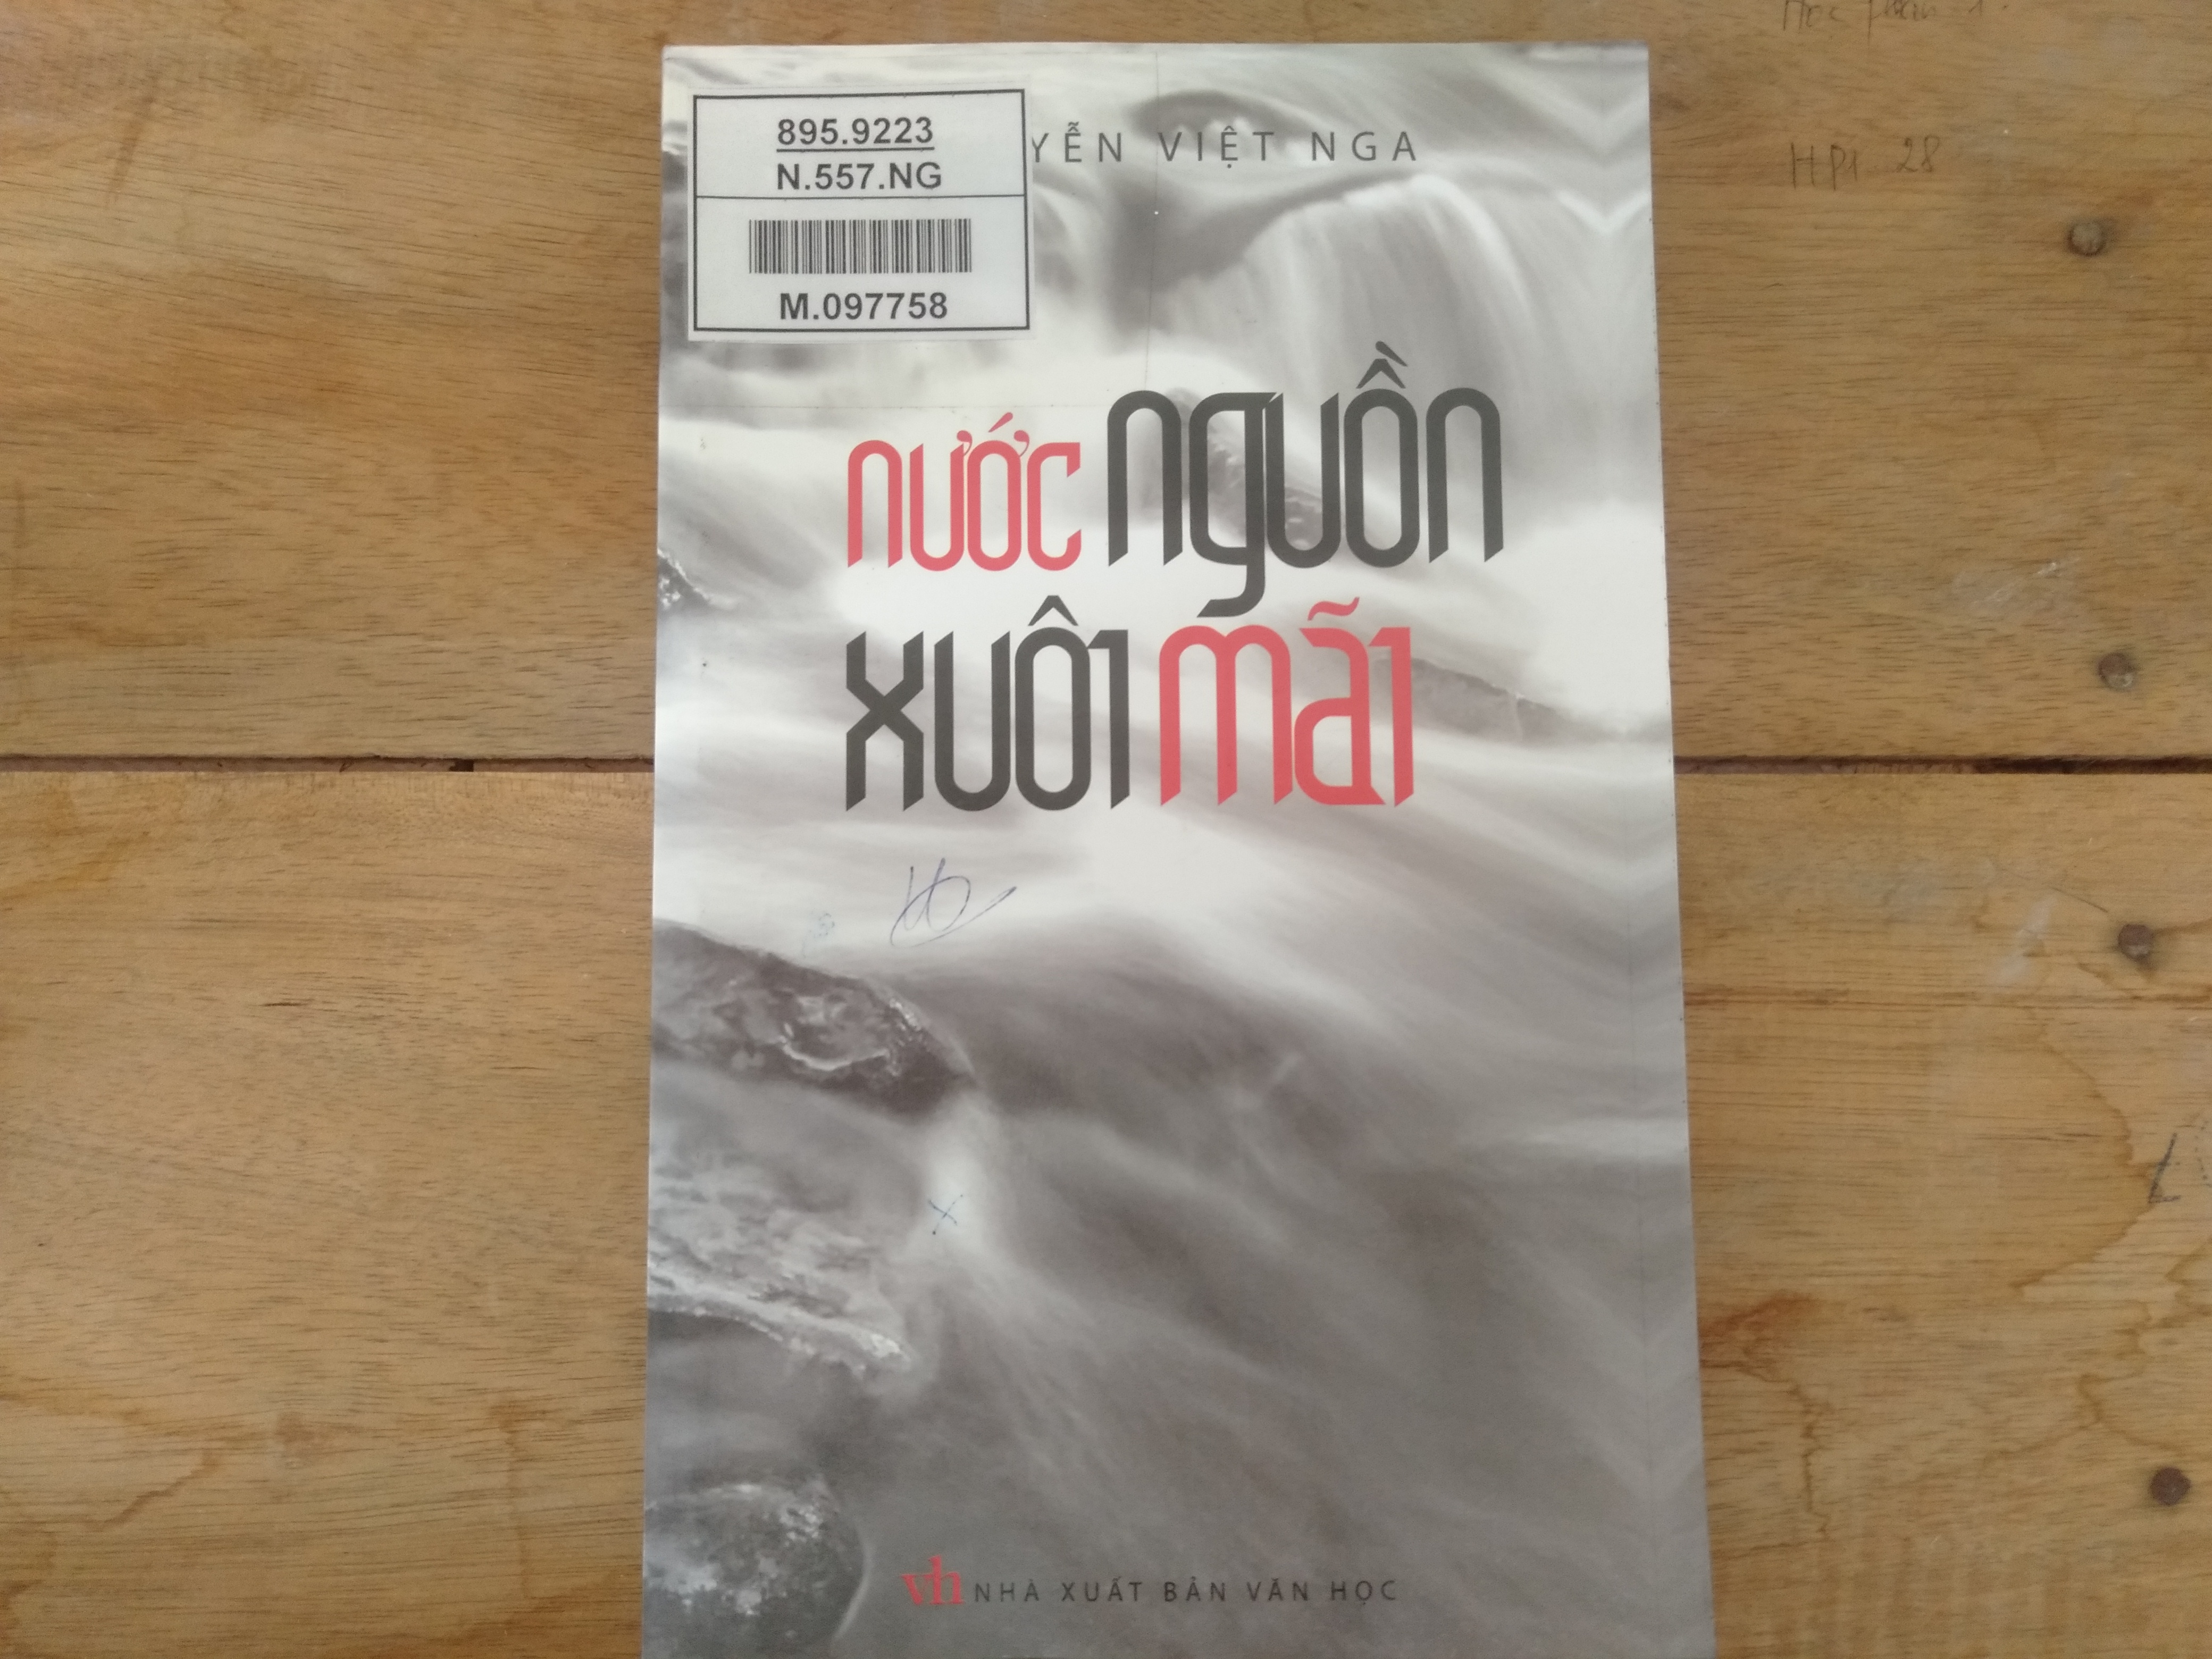 895.9223
N.557.NG
M.097758
YỄN VIỆT NGA
nước nguồn
xuôi mãi
vh NHÀ XUẤT BẢN VĂN HỌC
HP1 28